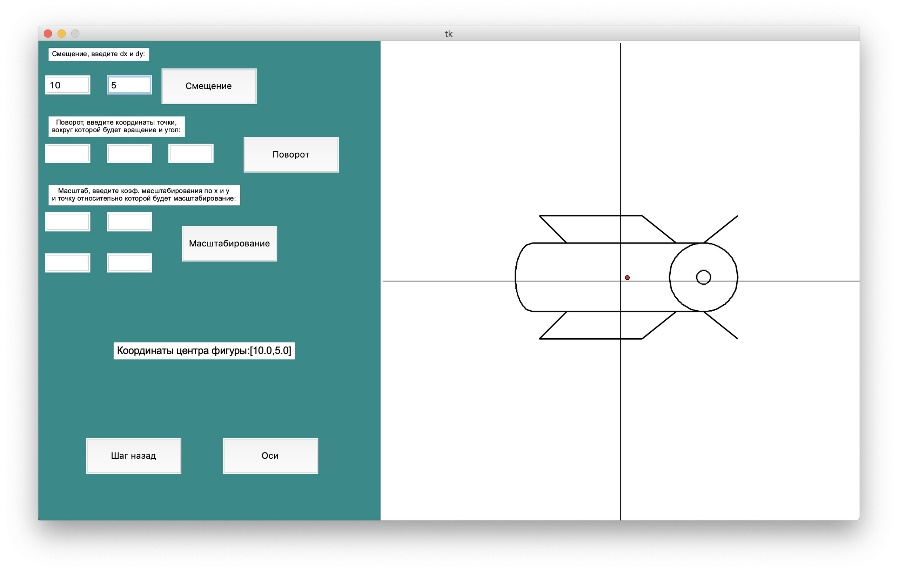 tk
Смещение, введите dx и dy:
10
5
Смещение
Поворот, введите координаты точки,
вокруг которой будет вращение и угол:
Поворот
Масштаб, введите коэф. масштабирования по x и y
и точку относительно которой будет масштабирование:
Масштабирование
Координаты центра фигуры:[10.0,5.0]
Шаг назад
Оси